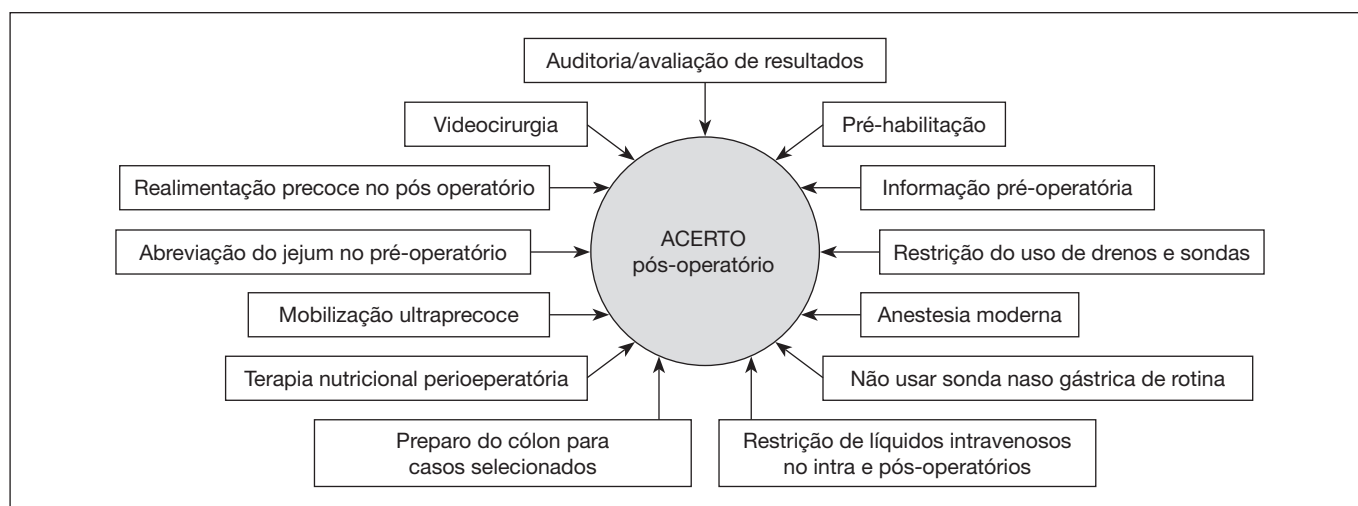 Auditoria/avaliação de resultados
Videocirurgia
Pré-habilitação
Realimentação precoce no pós operatório
Informação pré-operatória
ACERTO
pós-operatório
Abreviação do jejum no pré-operatório
Restrição do uso de drenos e sondas
Mobilização ultraprecoce
Anestesia moderna
Terapia nutricional perioeperatória
Não usar sonda naso gástrica de rotina
Preparo do cólon para
casos selecionados
Restrição de líquidos intravenosos
no intra e pós-operatórios